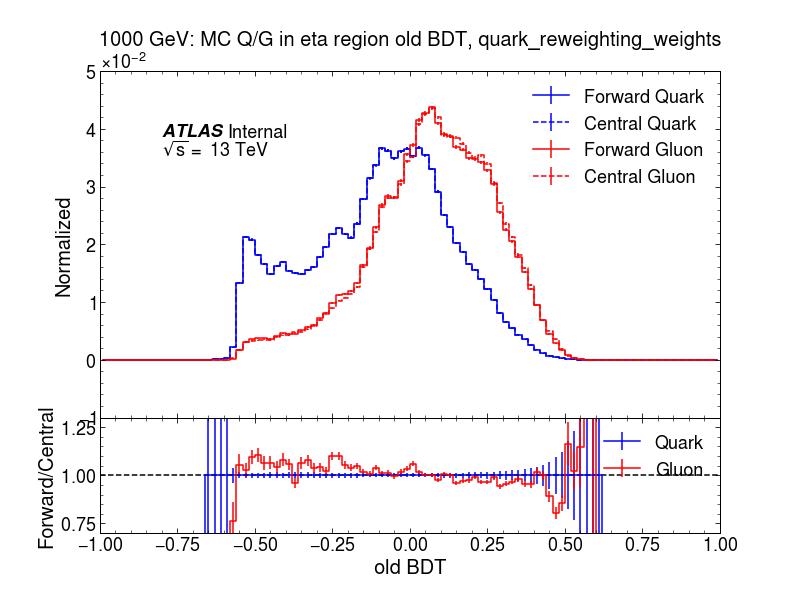 1000 GeV: MC Q/G in eta region old BDT, quark_reweighting_weights
×10⁻²
5
4
3
2
1
0
−1
Normalized
ATLAS Internal
√s = 13 TeV
Forward Quark
Central Quark
Forward Gluon
Central Gluon
1.25
1.00
0.75
Forward/Central
Quark
Gluon
−1.00 −0.75 −0.50 −0.25 0.00 0.25 0.50 0.75 1.00
old BDT